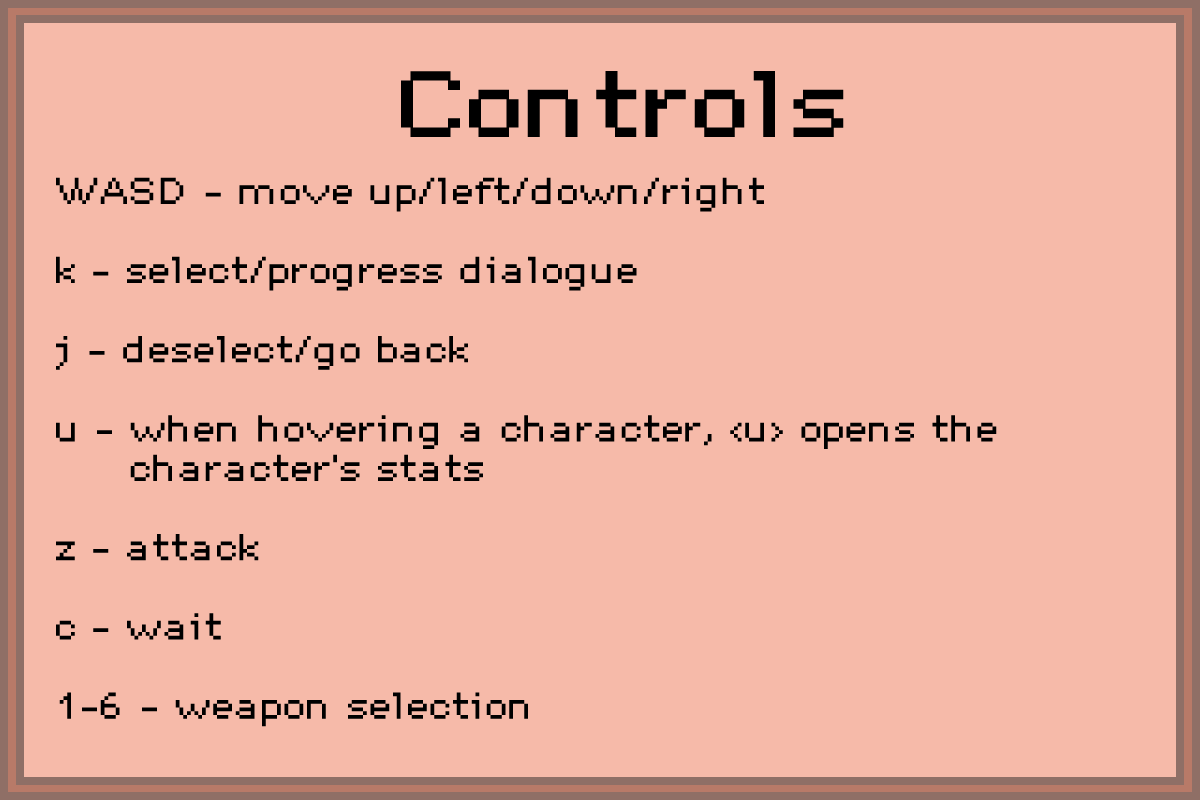 Controls
WASD - move up/left/down/right
k - select/progress dialogue
j - deselect/go back
u - when hovering a character, <u> opens the
character's stats
z - attack
c - wait
1-6 - weapon selection